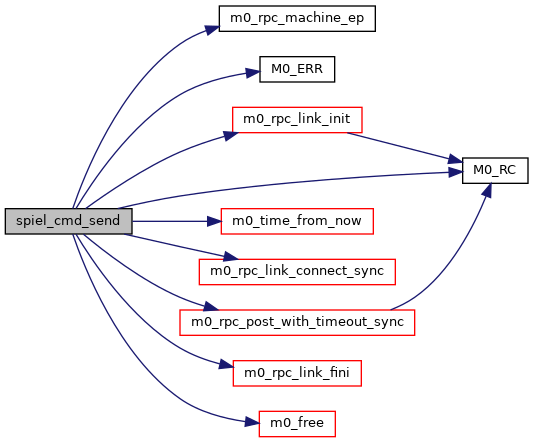 m0_rpc_machine_ep
M0_ERR
m0_rpc_link_init
M0_RC
spiel_cmd_send
m0_time_from_now
m0_rpc_link_connect_sync
m0_rpc_post_with_timeout_sync
m0_rpc_link_fini
m0_free